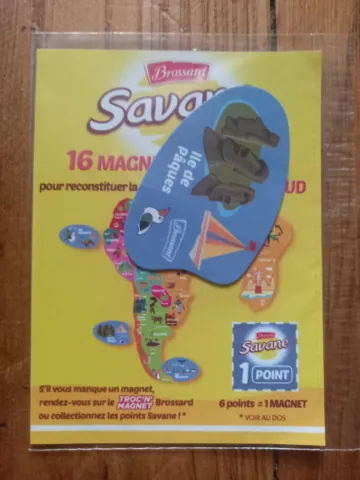 Brossard
Savane
16 MAGN
pour reconstituer la
UD
Ile de
Pâques
Brossard
Brossard
Savane
1 POINT
S'il vous manque un magnet,
rendez-vous sur le TROC'N' MAGNET Brossard
ou collectionnez les points Savane ! *
6 points = 1 MAGNET
* VOIR AU DOS